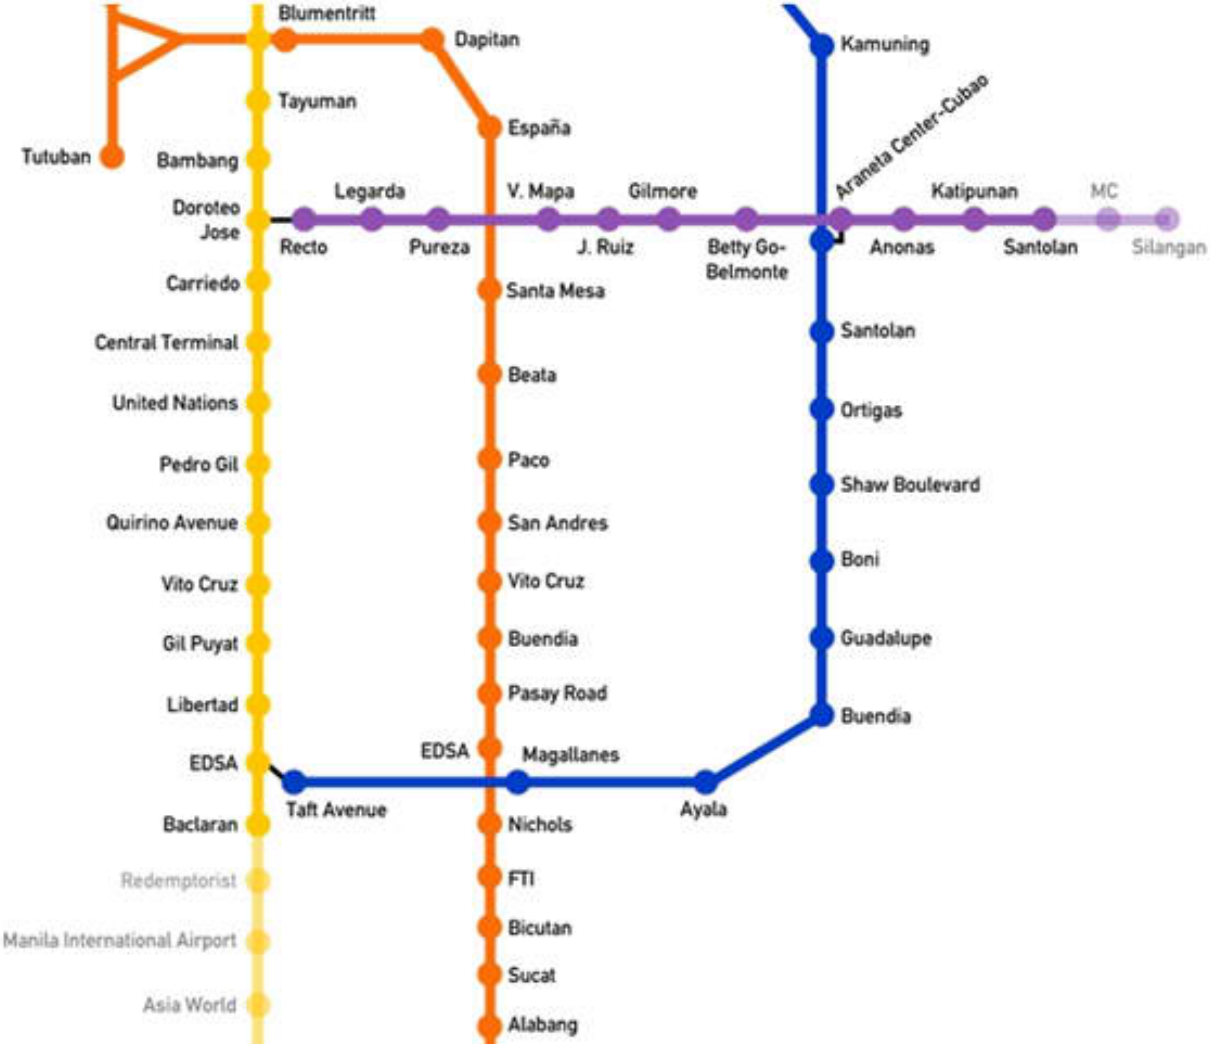 Blumentritt
Dapitan
Kamuning
Tayuman
España
Tutuban
Bambang
Araneta Center-Cubao
Legarda
V. Mapa
Gilmore
Katipunan
MC
Doroteo
Jose
Recto
Pureza
J. Ruiz
Betty Go-
Belmonte
Anonas
Santolan
Silangan
Carriedo
Santa Mesa
Santolan
Central Terminal
Beata
United Nations
Ortigas
Pedro Gil
Paco
Shaw Boulevard
Quirino Avenue
San Andres
Boni
Vito Cruz
Vito Cruz
Gil Puyat
Buendia
Guadalupe
Libertad
Pasay Road
Buendia
EDSA
EDSA
Magallanes
Taft Avenue
Ayala
Baclaran
Nichols
Redemptorist
FTI
Manila International Airport
Bicutan
Sucat
Asia World
Alabang